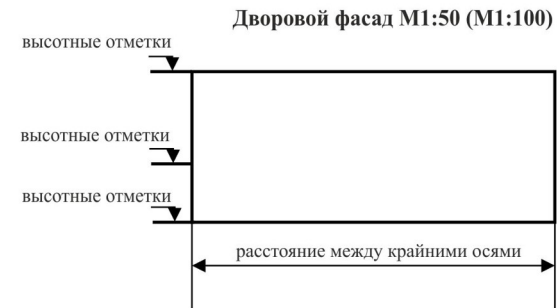 Дворовой фасад М1:50 (М1:100)
высотные отметки
высотные отметки
высотные отметки
расстояние между крайними осями